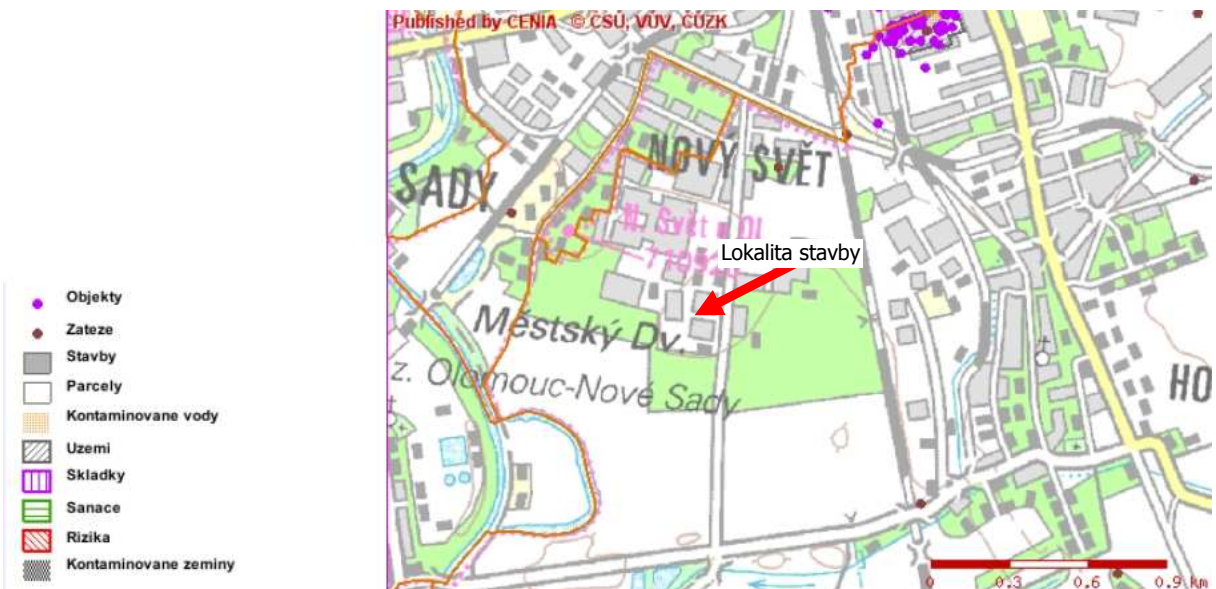 Objekty
Zateze
Stavby
Parcely
Kontaminovane vody
Uzemi
Skladky
Sanace
Rizika
Kontaminovane zeminy
Published by CENIA © ČSÚ, VÚV, ČÚZK
NOVÝ SVĚT
SADY
N. Svět u Ol
Lokalita stavby
Městský Dv.
z. Olomouc-Nové Sady
HO
0 0.3 0.6 0.9 km